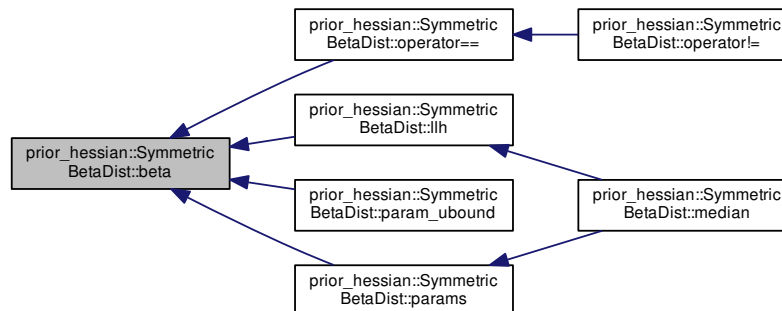 prior_hessian::Symmetric
BetaDist::beta
prior_hessian::Symmetric
BetaDist::operator==
prior_hessian::Symmetric
BetaDist::operator!=
prior_hessian::Symmetric
BetaDist::llh
prior_hessian::Symmetric
BetaDist::param_ubound
prior_hessian::Symmetric
BetaDist::median
prior_hessian::Symmetric
BetaDist::params